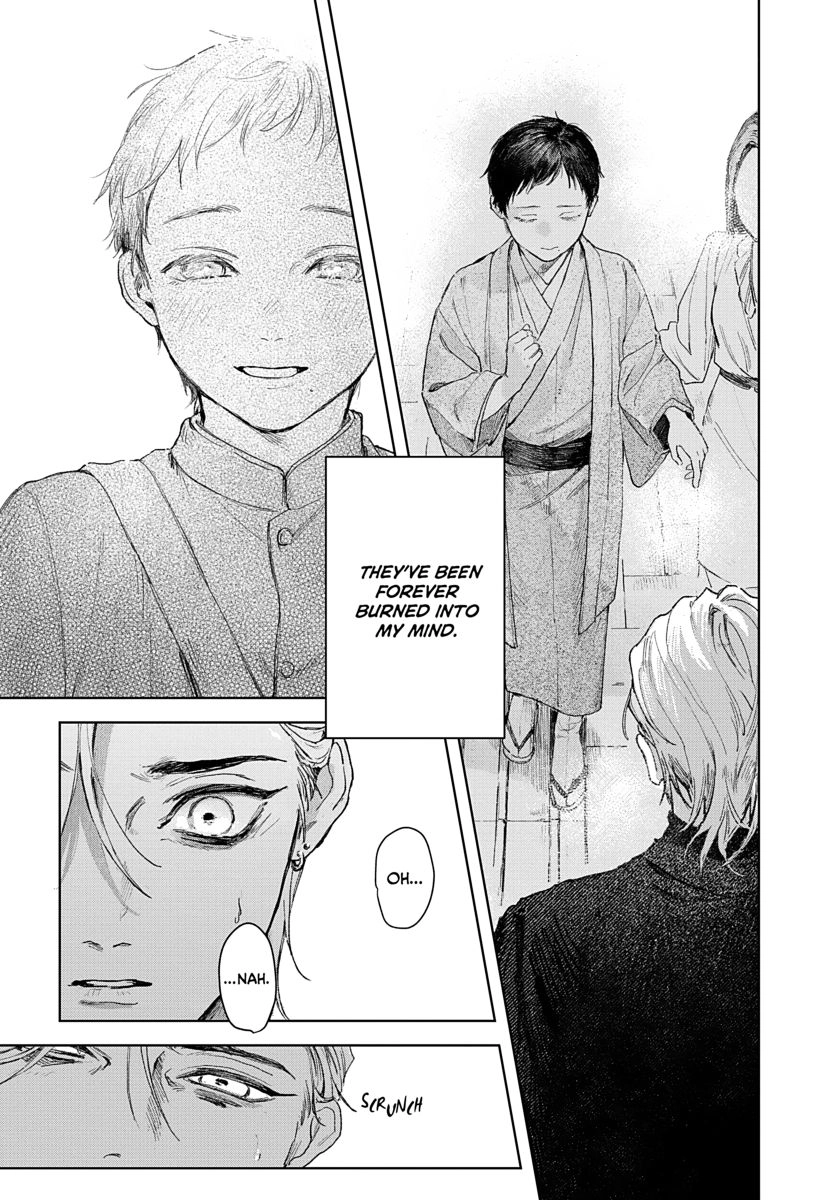 THEY'VE BEEN
FOREVER
BURNED INTO
MY MIND.
OH...
...NAH.
SCRUNCH